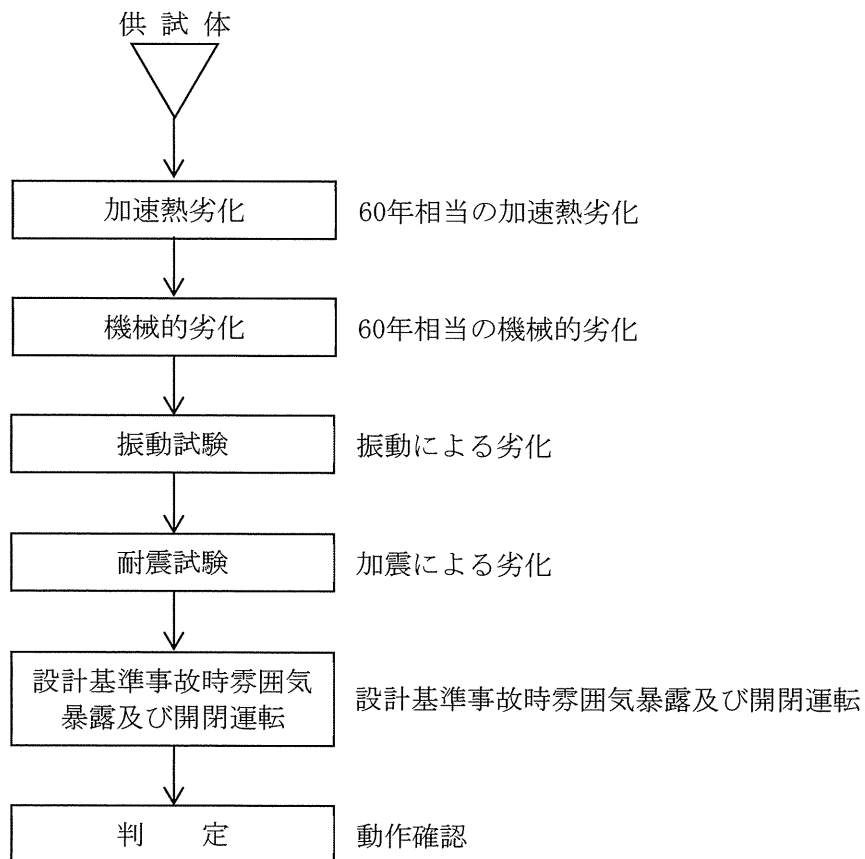 供 試 体
加速熱劣化 60年相当の加速熱劣化
機械的劣化 60年相当の機械的劣化
振動試験 振動による劣化
耐震試験 加震による劣化
設計基準事故時雰囲気
暴露及び開閉運転 設計基準事故時雰囲気暴露及び開閉運転
判 定 動作確認